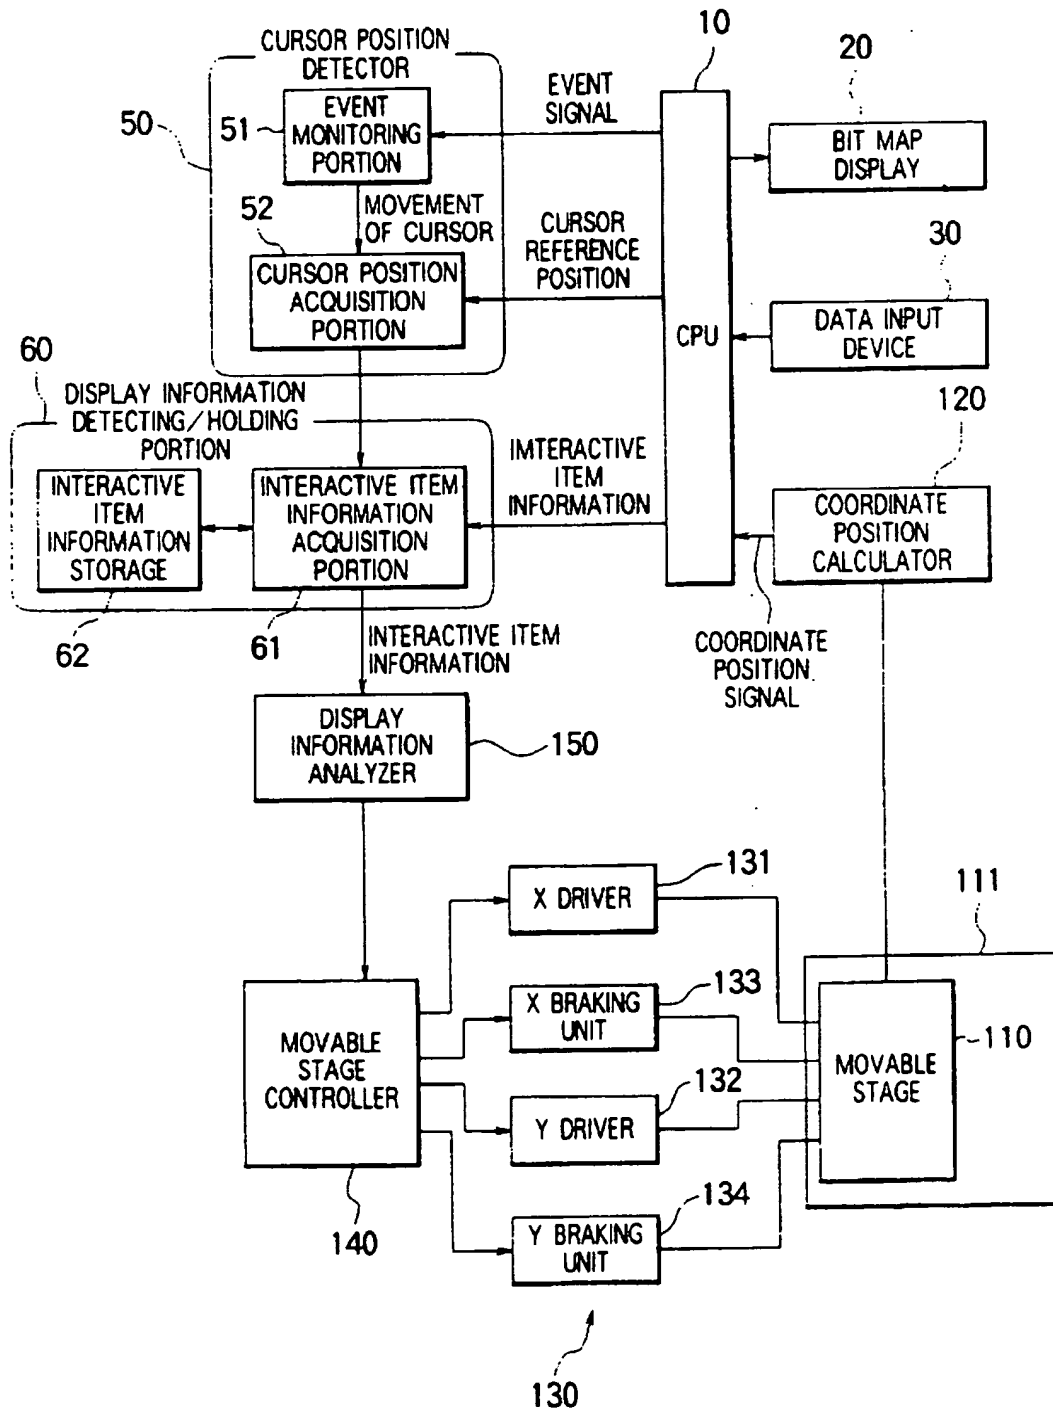 CURSOR POSITION
DETECTOR
10
20
50
51
EVENT
MONITORING
PORTION
EVENT
SIGNAL
BIT MAP
DISPLAY
52
MOVEMENT
OF CURSOR
CURSOR
REFERENCE
POSITION
30
CURSOR POSITION
ACQUISITION
PORTION
CPU
DATA INPUT
DEVICE
60
DISPLAY INFORMATION
DETECTING/HOLDING
PORTION
120
INTERACTIVE
ITEM
INFORMATION
STORAGE
INTERACTIVE ITEM
INFORMATION
ACQUISITION
PORTION
IMTERACTIVE
ITEM
INFORMATION
COORDINATE
POSITION
CALCULATOR
62
61
INTERACTIVE ITEM
INFORMATION
COORDINATE
POSITION
SIGNAL
DISPLAY
INFORMATION
ANALYZER
150
X DRIVER
131
111
MOVABLE
STAGE
CONTROLLER
X BRAKING
UNIT
133
MOVABLE
STAGE
110
Y DRIVER
132
140
Y BRAKING
UNIT
134
130